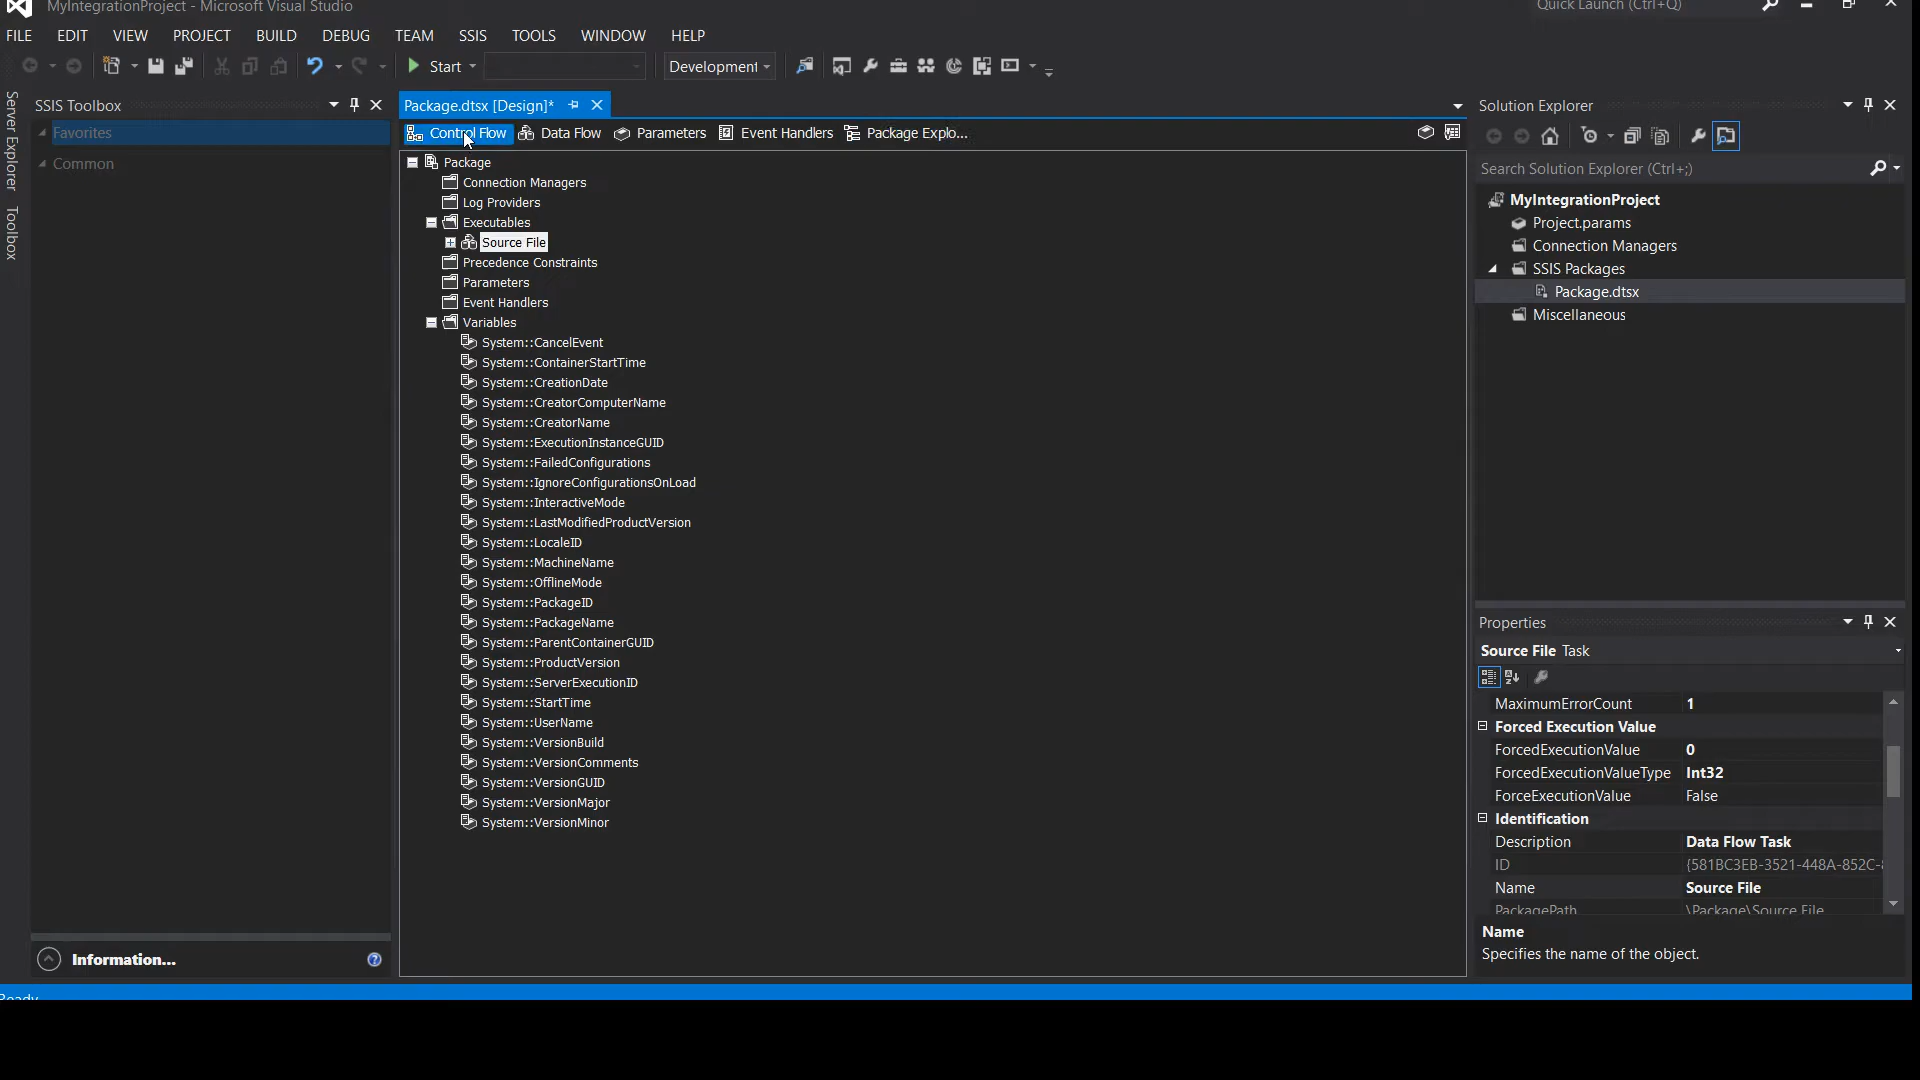 MyIntegrationProject - Microsoft Visual Studio
Quick Launch (Ctrl+Q)
FILE EDIT VIEW PROJECT BUILD DEBUG TEAM SSIS TOOLS WINDOW HELP
Start
Development
Server Explorer
Toolbox
SSIS Toolbox
Favorites
Common
Information...
Package.dtsx [Design]*
Control Flow Data Flow Parameters Event Handlers Package Explo...
Package
Connection Managers
Log Providers
Executables
Source File
Precedence Constraints
Parameters
Event Handlers
Variables
System::CancelEvent
System::ContainerStartTime
System::CreationDate
System::CreatorComputerName
System::CreatorName
System::ExecutionInstanceGUID
System::FailedConfigurations
System::IgnoreConfigurationsOnLoad
System::InteractiveMode
System::LastModifiedProductVersion
System::LocaleID
System::MachineName
System::OfflineMode
System::PackageID
System::PackageName
System::ParentContainerGUID
System::ProductVersion
System::ServerExecutionID
System::StartTime
System::UserName
System::VersionBuild
System::VersionComments
System::VersionGUID
System::VersionMajor
System::VersionMinor
Solution Explorer
Search Solution Explorer (Ctrl+;)
MyIntegrationProject
Project.params
Connection Managers
SSIS Packages
Package.dtsx
Miscellaneous
Properties
Source File Task
MaximumErrorCount 1
Forced Execution Value
ForcedExecutionValue 0
ForcedExecutionValueType Int32
ForceExecutionValue False
Identification
Description Data Flow Task
ID {581BC3EB-3521-448A-852C-
Name Source File
PackagePath \Package\Source File
Name
Specifies the name of the object.
Ready